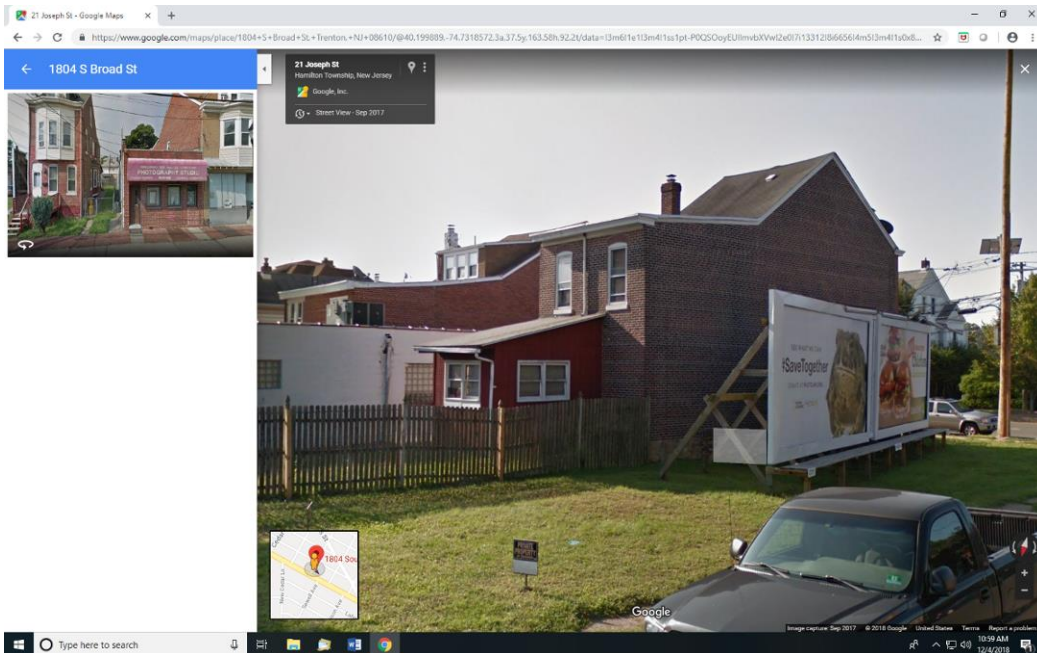 21 Joseph St - Google Maps
https://www.google.com/maps/place/1804+S+Broad+St,+Trenton,+NJ+08610/@40.199889,-74.7318572,3a,37.5y,163.58h,92.2t/
1804 S Broad St
PHOTOGRAPHY STUDIO
21 Joseph St
Hamilton Township, New Jersey
Google, Inc.
Street View - Sep 2017
#SaveTogether
PRIVATE
PROPERTY
1804 Sou
Google
Image capture: Sep 2017 © 2018 Google United States Terms Report a problem
Type here to search
10:59 AM
12/4/2018